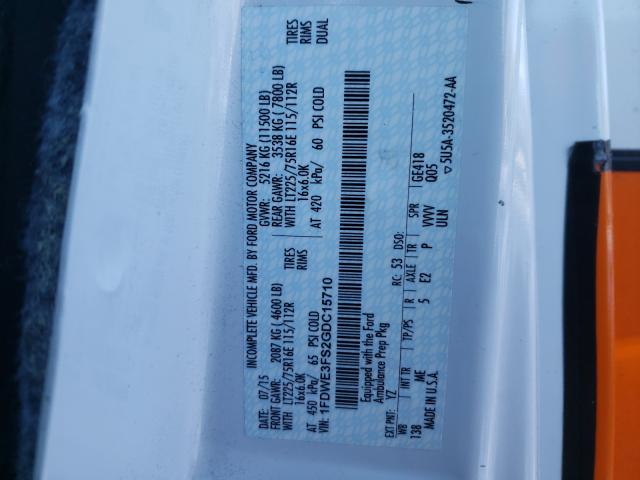 INCOMPLETE VEHICLE MFD. BY FORD MOTOR COMPANY
DATE: 07/15 GVWR: 5216 KG (11500 LB)
FRONT GAWR: 2087 KG (4600 LB) REAR GAWR: 3538 KG (7800 LB)
WITH LT225/75R16E 115/112R TIRES WITH LT225/75R16E 115/112R TIRES
16x6.0K RIMS 16x6.0K RIMS
AT 450 kPa/ 65 PSI COLD AT 420 kPa/ 60 PSI COLD DUAL
VIN: 1FDWE3FS2GDC15710
Equipped with the Ford
Ambulance Prep Pkg
EXT PNT: YZ RC: 53 DSO:
WB INT TR TP/PS R AXLE TR SPR GE418
138 ME 5 E2 P VVVV Q05
MADE IN U.S.A. ULN ▽5U5A-3520472-AA